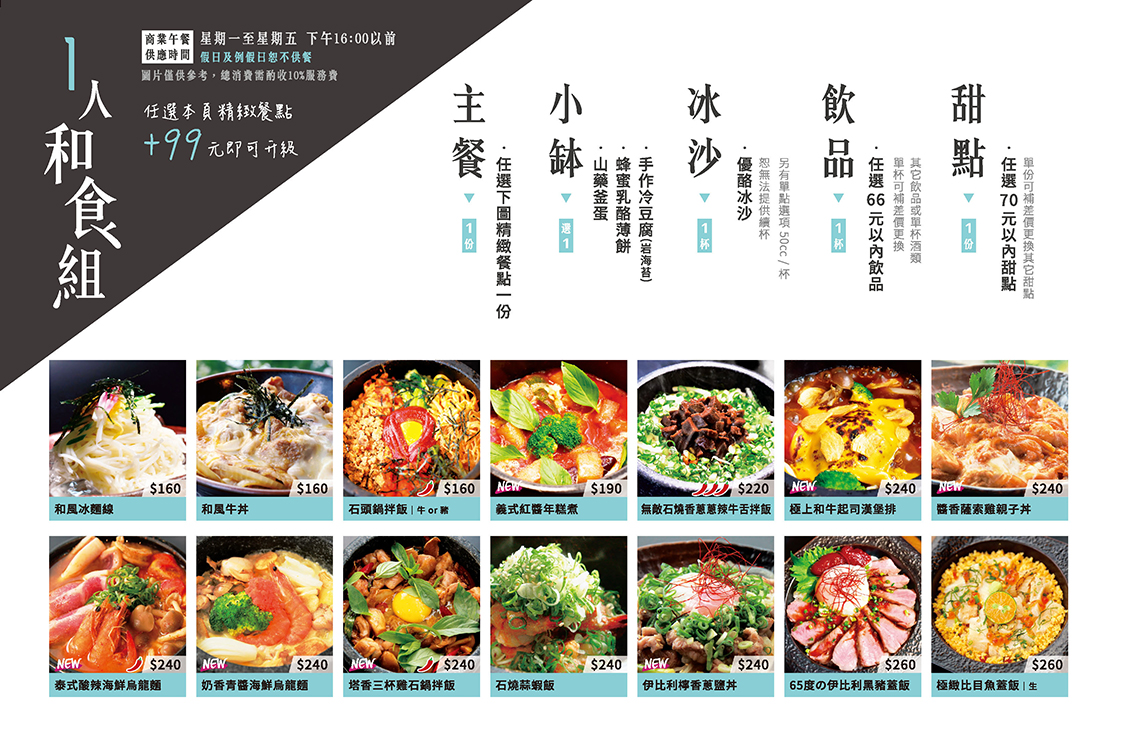 1人和食組
商業午餐
供應時間
星期一至星期五 下午16:00以前
假日及例假日恕不供餐
圖片僅供參考，總消費需酌收10%服務費
任選本頁精緻餐點
+99元即可升級
主餐
1份
・任選下圖精緻餐點一份
小缽
選1
・手作冷豆腐(岩海苔)
・蜂蜜乳酪薄餅
・山藥釜蛋
冰沙
1杯
・優酪冰沙
另有單點選項 50cc / 杯
恕無法提供續杯
飲品
1杯
・任選 66 元以內飲品
其它飲品或單杯酒類
單杯可補差價更換
甜點
1份
・任選 70 元以內甜點
單份可補差價更換其它甜點
$160
和風冰麵線
$160
和風牛丼
$160
石頭鍋拌飯 | 牛 or 豬
NEW
$190
義式紅醬年糕煮
$220
無敵石燒香蔥蔥辣牛舌拌飯
NEW
$240
極上和牛起司漢堡排
NEW
$240
醬香薩索雞親子丼
NEW
$240
泰式酸辣海鮮烏龍麵
NEW
$240
奶香青醬海鮮烏龍麵
NEW
$240
塔香三杯雞石鍋拌飯
$240
石燒蒜蝦飯
NEW
$240
伊比利檸香蔥鹽丼
$260
65度の伊比利黑豬蓋飯
$260
極緻比目魚蓋飯 | 生